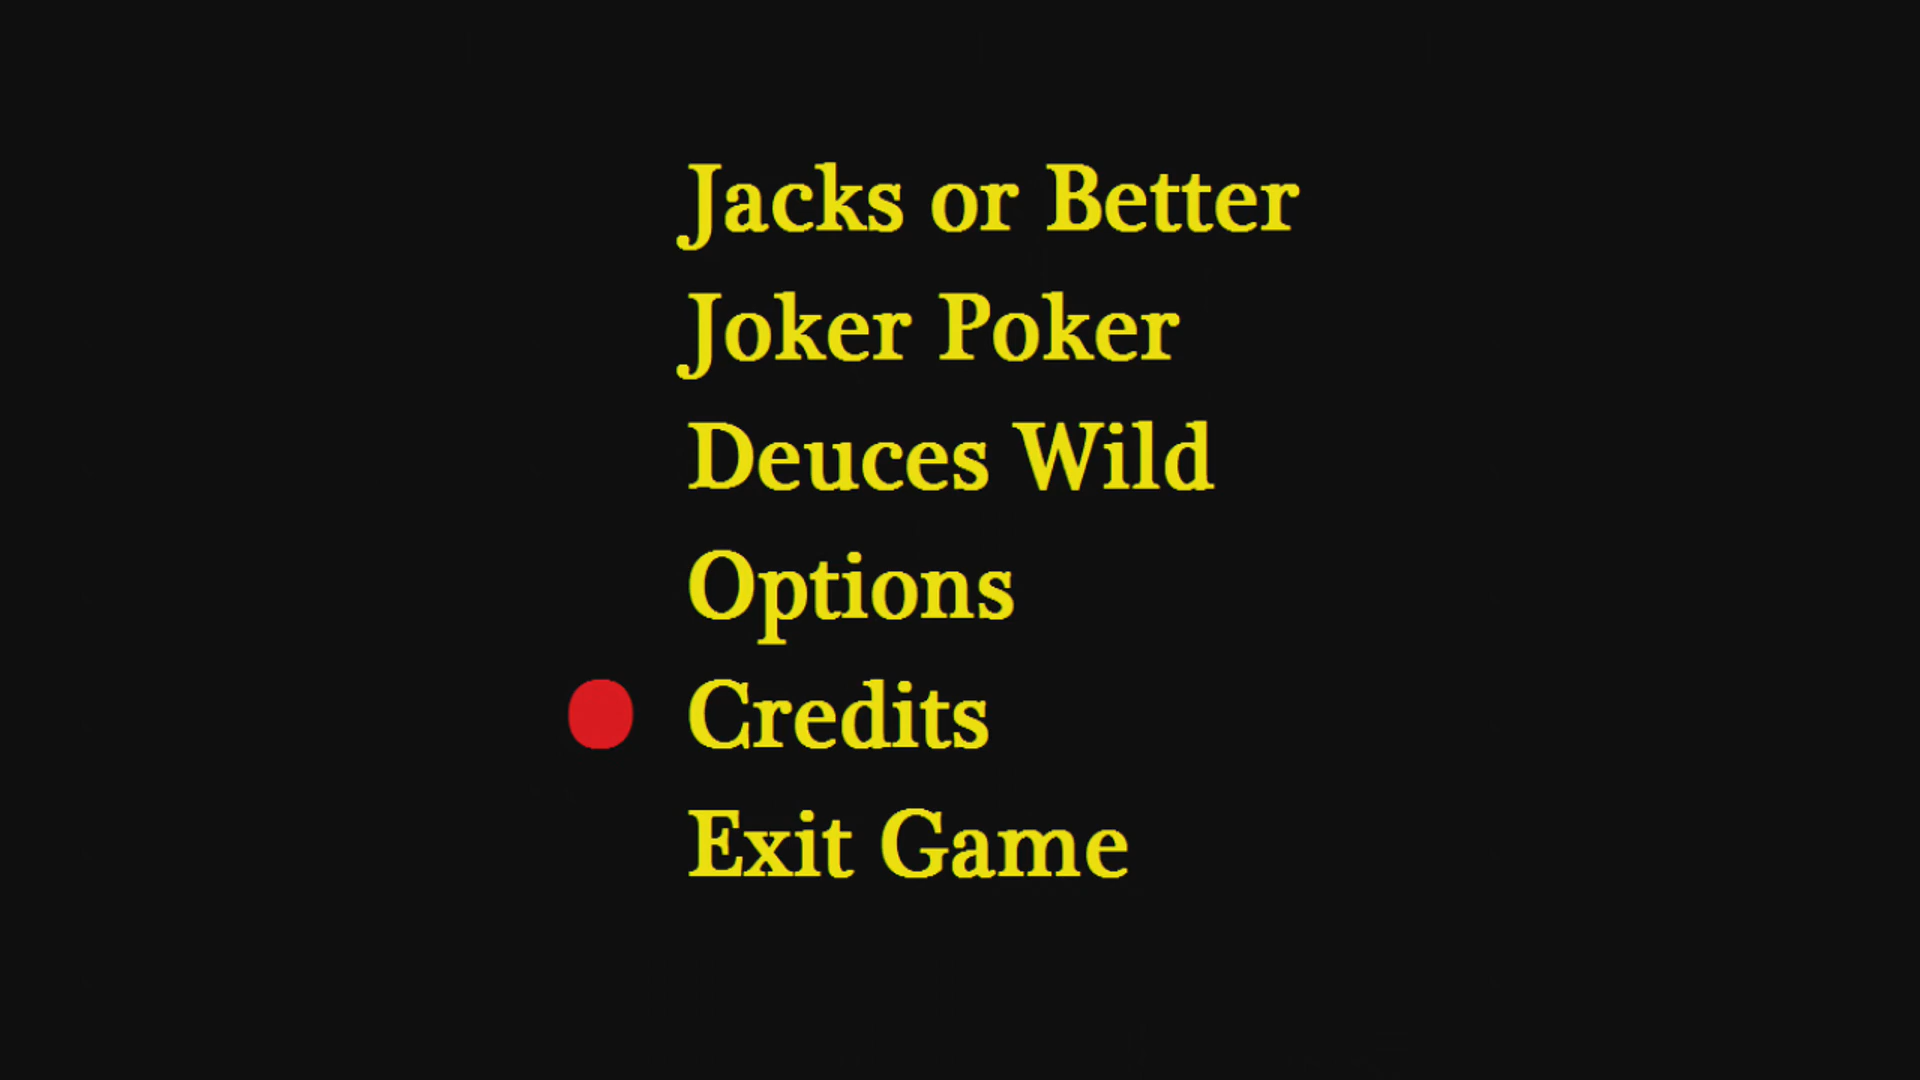 Jacks or Better
Joker Poker
Deuces Wild
Options
Credits
Exit Game